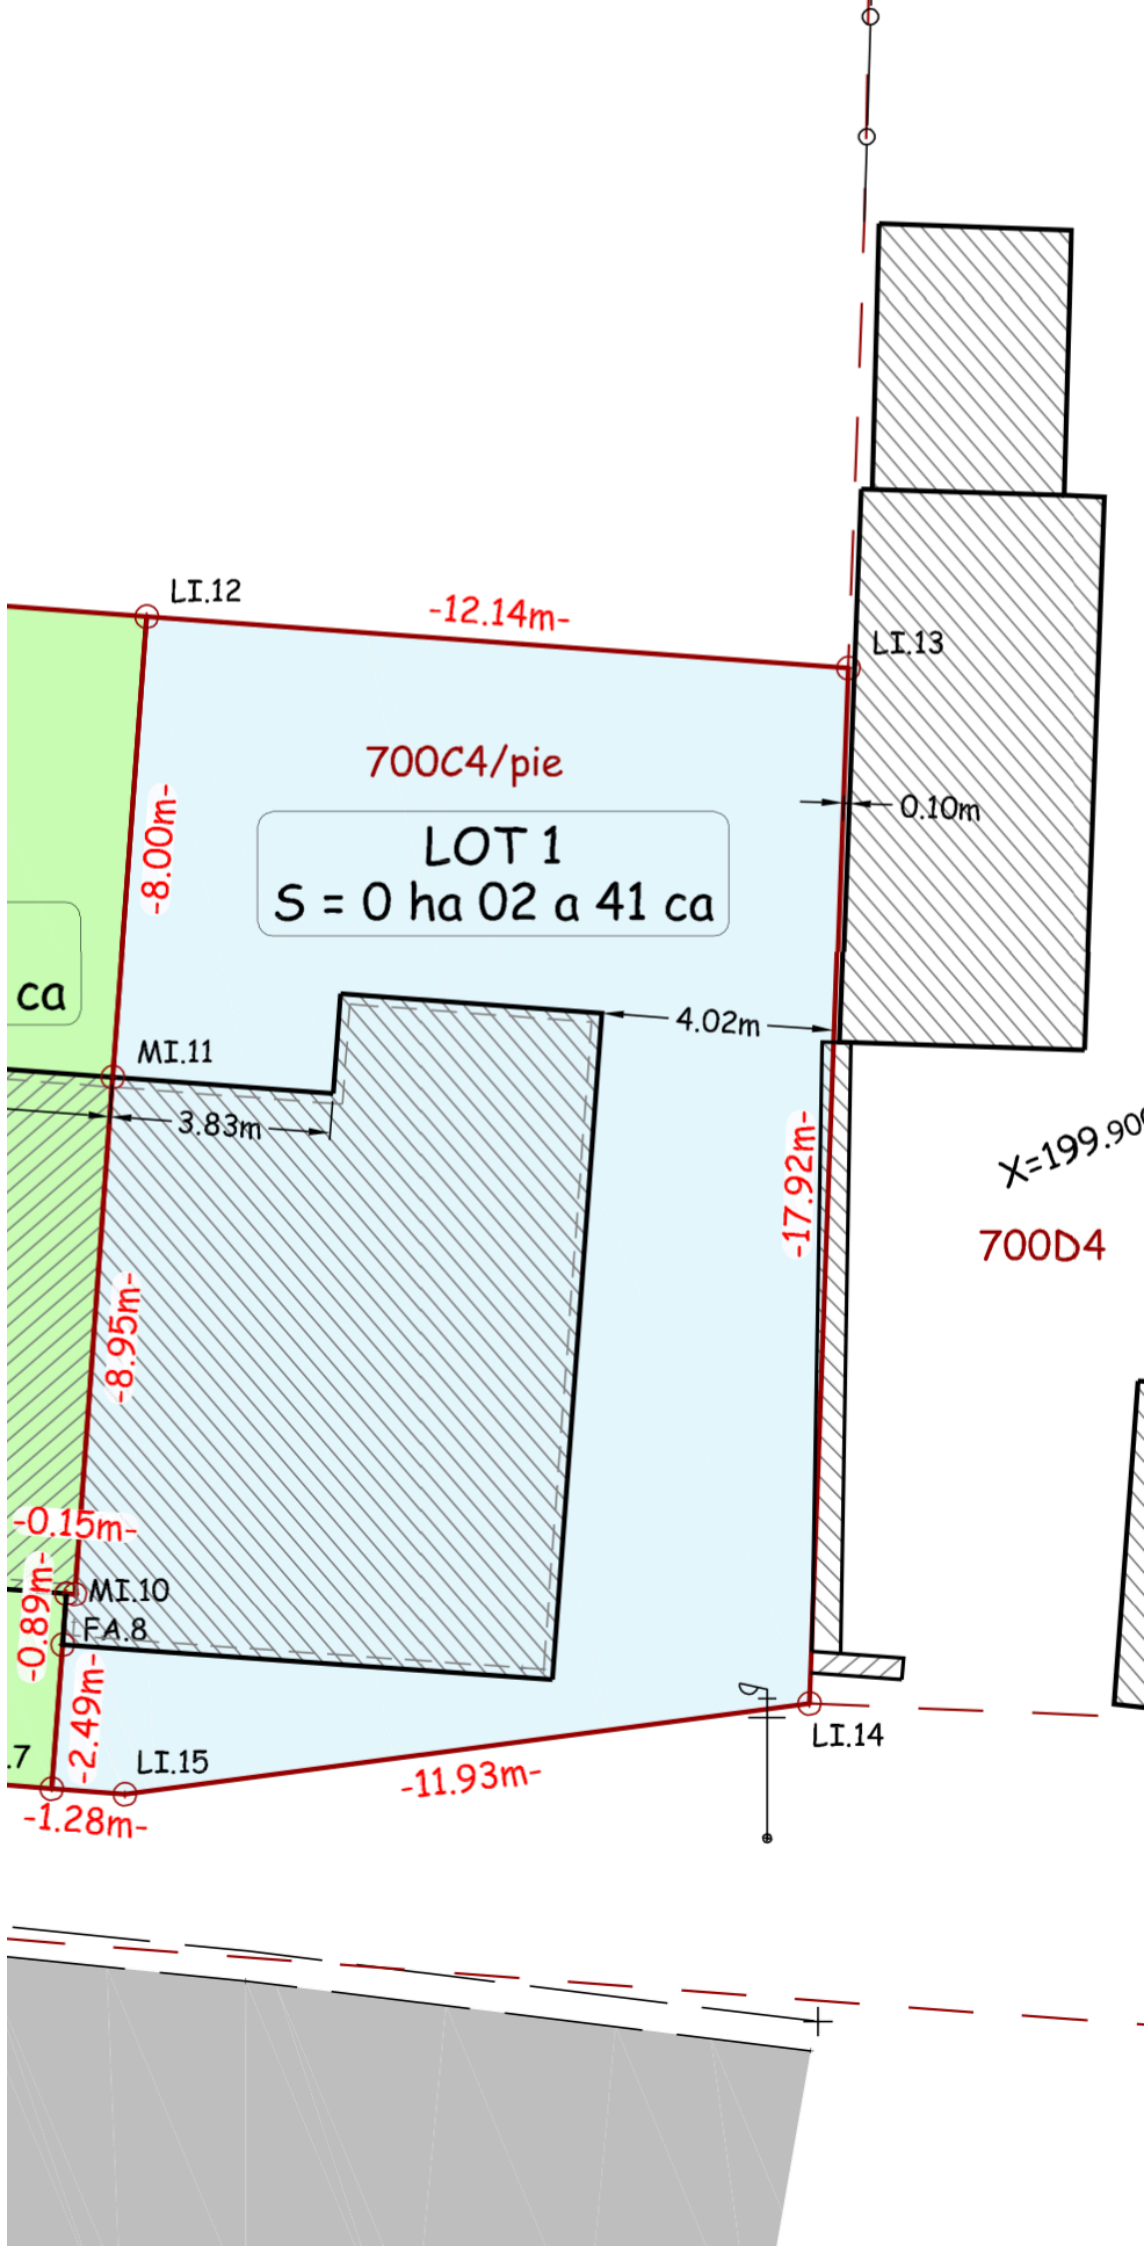 LI.12
-12.14m-
LI.13
700C4/pie
-8.00m-
0.10m
LOT 1
S = 0 ha 02 a 41 ca
ca
4.02m
MI.11
3.83m
-17.92m-
X=199.90
700D4
-8.95m-
-0.15m-
MI.10
-0.89m-
FA.8
-2.49m-
.7
LI.15
LI.14
-11.93m-
-1.28m-